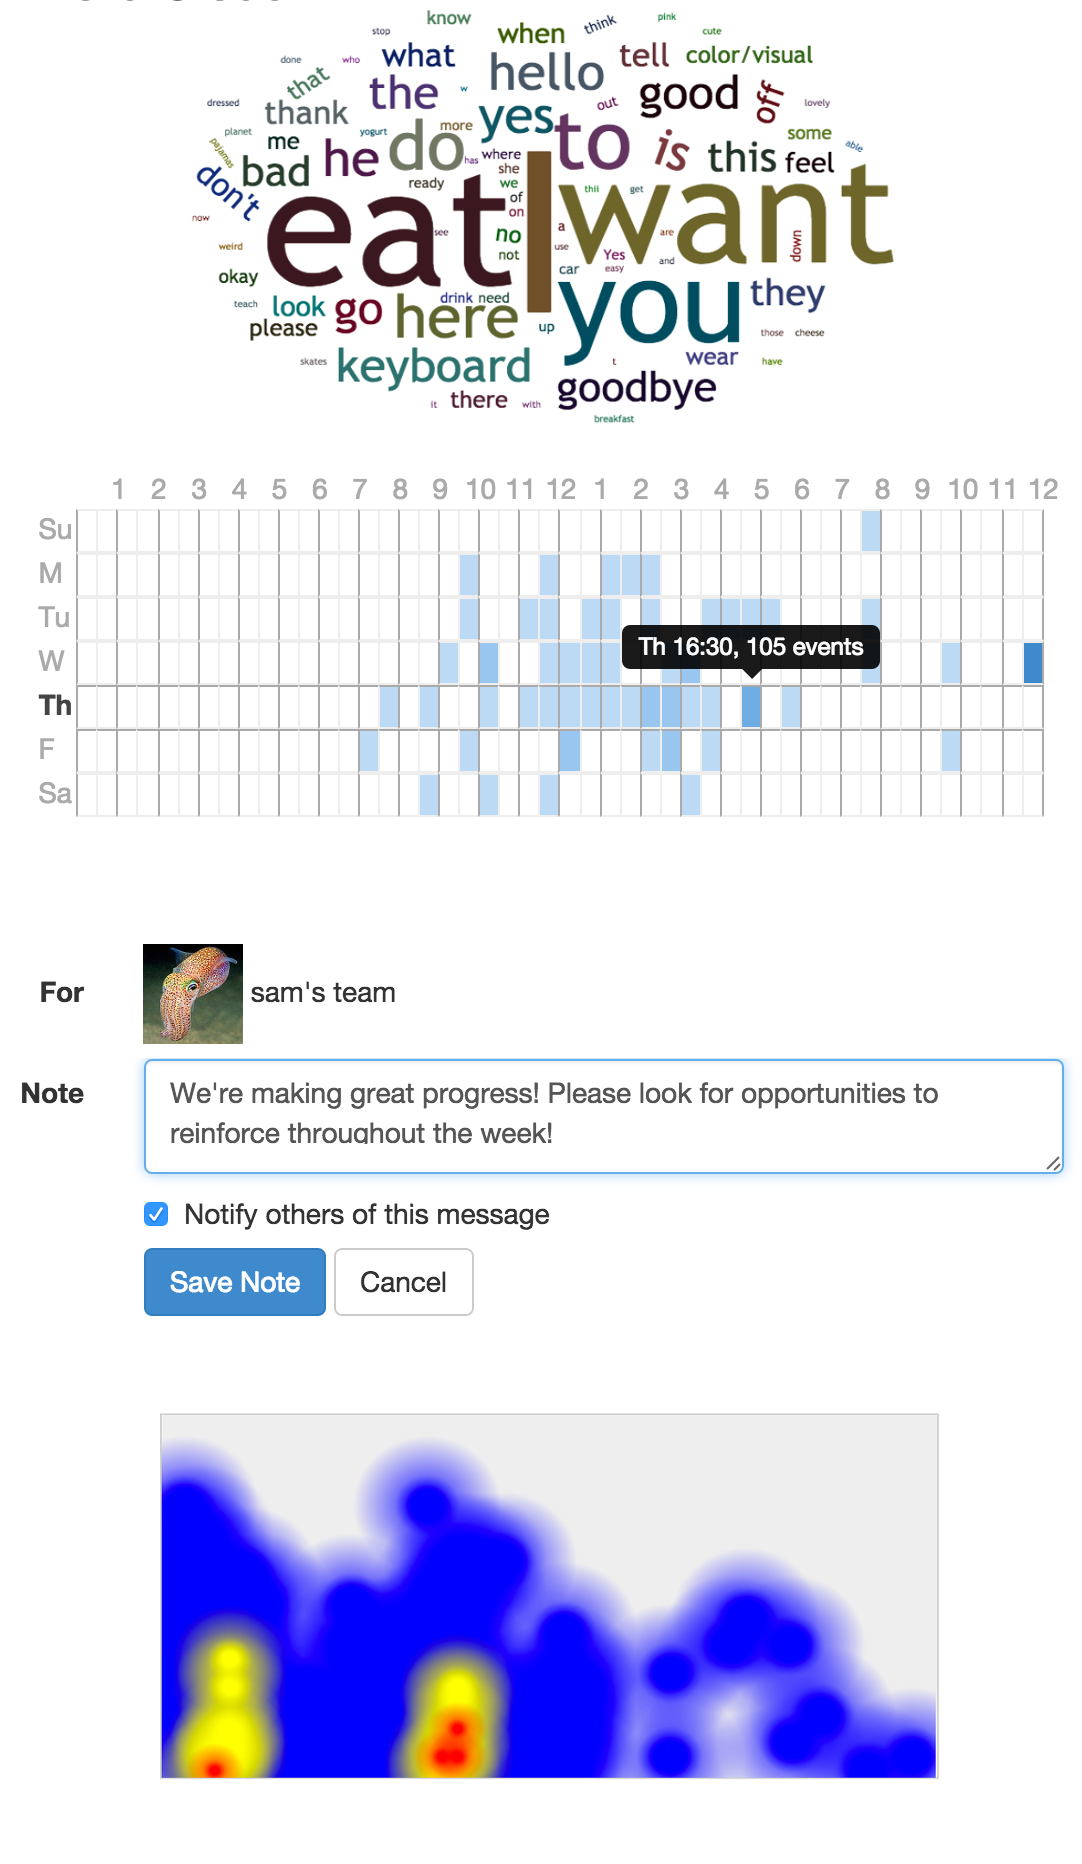 know
think
pink
stop
when
cute
what
tell
color/visual
done
who
that
hello
the
w
good
off
dressed
thank
yes
out
lovely
planet
me
yogurt
more
do
to
some
pajamas
bad
he
has
where
is
this
feel
able
she
don't
ready
we
thii
get
want
of
now
eat
I
on
see
a
are
weird
no
use
Yes
down
not
and
okay
car
easy
you
they
teach
look
go
drink
need
here
please
up
those
cheese
skates
keyboard
t
wear
have
goodbye
it
there
with
breakfast
1 2 3 4 5 6 7 8 9 10 11 12 1 2 3 4 5 6 7 8 9 10 11 12
Su
M
Tu
W
Th 16:30, 105 events
Th
F
Sa
For
sam's team
Note
We're making great progress! Please look for opportunities to
reinforce throughout the week!
Notify others of this message
Save Note
Cancel